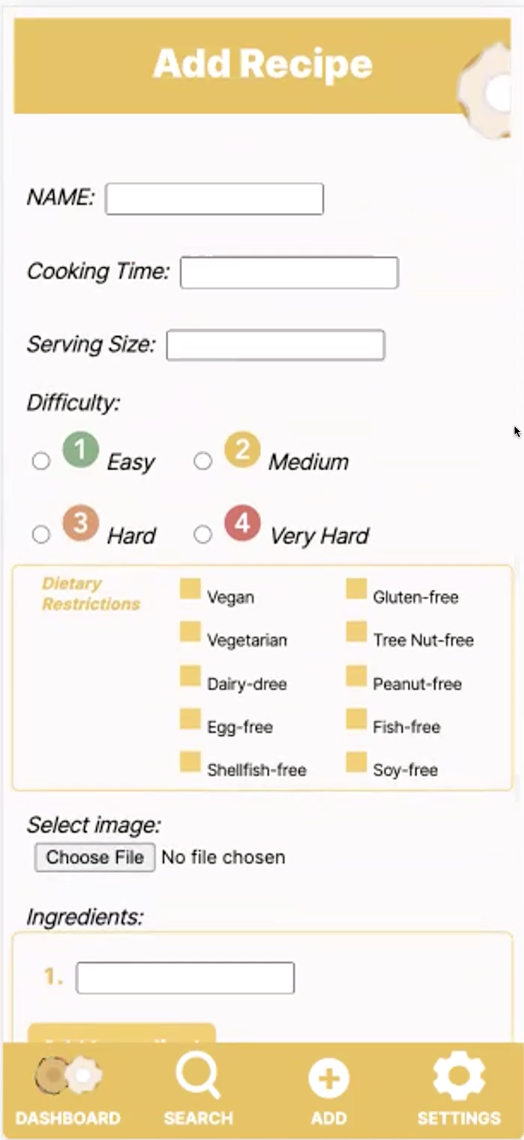 Add Recipe
NAME:
Cooking Time:
Serving Size:
Difficulty:
1 Easy 2 Medium
3 Hard 4 Very Hard
Dietary
Restrictions
Vegan Gluten-free
Vegetarian Tree Nut-free
Dairy-dree Peanut-free
Egg-free Fish-free
Shellfish-free Soy-free
Select image:
Choose File No file chosen
Ingredients:
1.
DASHBOARD SEARCH ADD SETTINGS